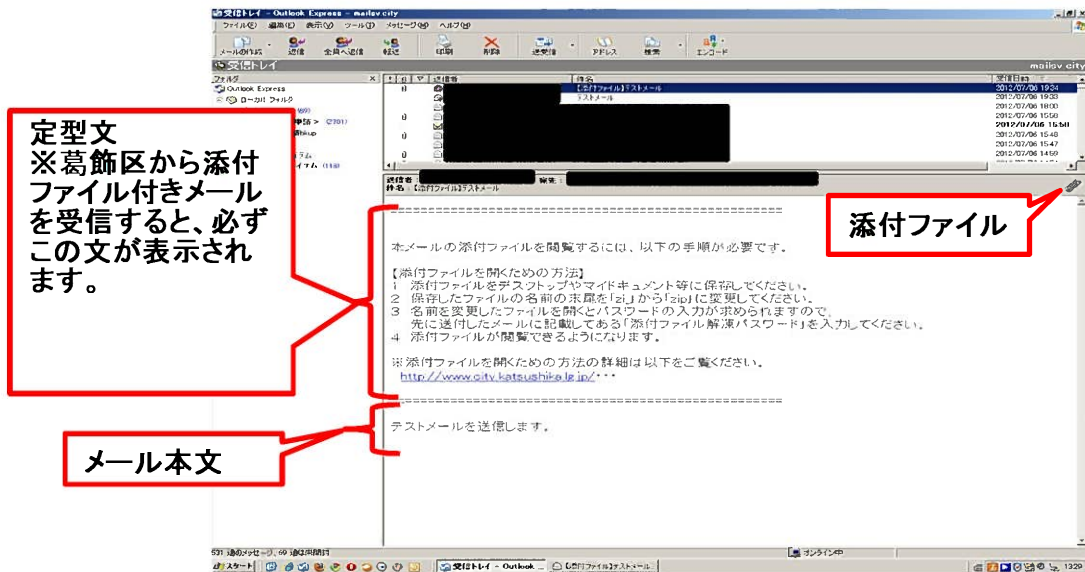 受信トレイ - Outlook Express - mailsv.city
ファイル(F) 編集(E) 表示(V) ツール(T) メッセージ(M) ヘルプ(H)
メールの作成 返信 全員へ返信 転送 印刷 削除 送受信 アドレス 検索 エンコード
受信トレイ mailsv.city
フォルダ × 送信者 件名 受信日時
Outlook Express 【添付ファイル】テストメール 2012/07/06 19:34
ローカル フォルダ テストメール 2012/07/06 19:33
2012/07/06 18:00
(2701) 2012/07/06 15:58
2012/07/06 15:50
2012/07/06 15:48
2012/07/06 15:47
(118) 2012/07/06 14:59
送信者: 宛先:
件名: 【添付ファイル】テストメール
定型文
※葛飾区から添付
ファイル付きメール
を受信すると、必ず
この文が表示され
ます。
添付ファイル
==================================================
本メールの添付ファイルを閲覧するには、以下の手順が必要です。
【添付ファイルを開くための方法】
1 添付ファイルをデスクトップやマイドキュメント等に保存してください。
2 保存したファイルの名前の末尾を「zi_」から「zip」に変更してください。
3 名前を変更したファイルを開くとパスワードの入力が求められますので、
先に送付したメールに記載してある「添付ファイル解凍パスワード」を入力してください。
4 添付ファイルが閲覧できるようになります。
※添付ファイルを開くための方法の詳細は以下をご覧ください。
http://www.city.katsushika.lg.jp/・・・
==================================================
テストメールを送信します。
メール本文
531 通のメッセージ、69 通は未開封 オンライン中
スタート 受信トレイ - Outlook ... 【添付ファイル】テストメール 13:29